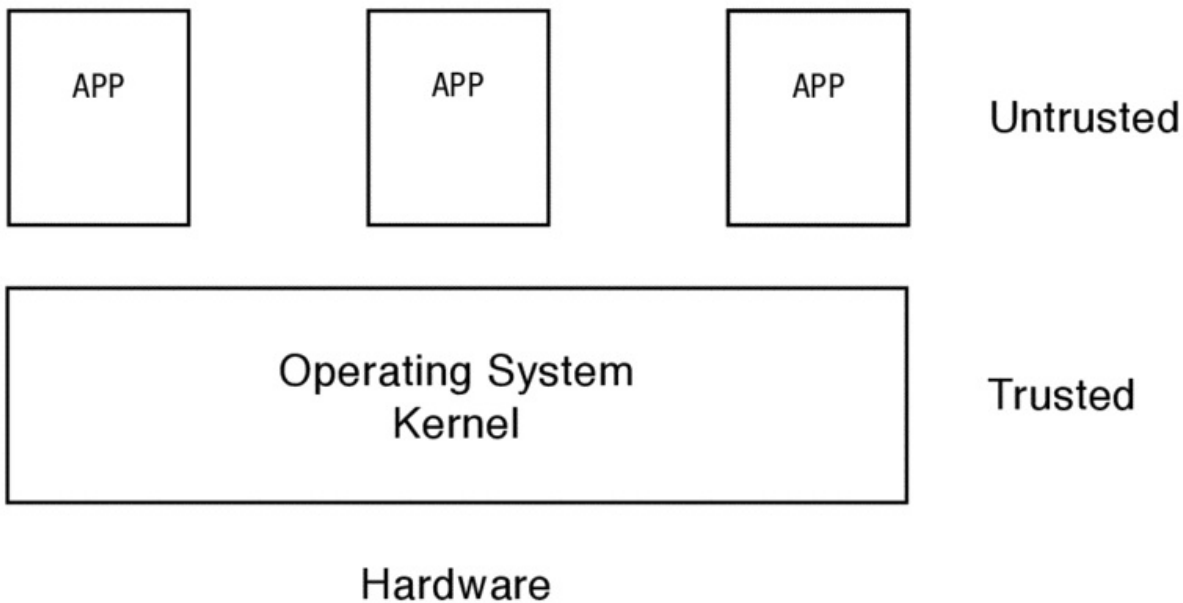 APP APP APP
Untrusted
Operating System
Kernel
Trusted
Hardware